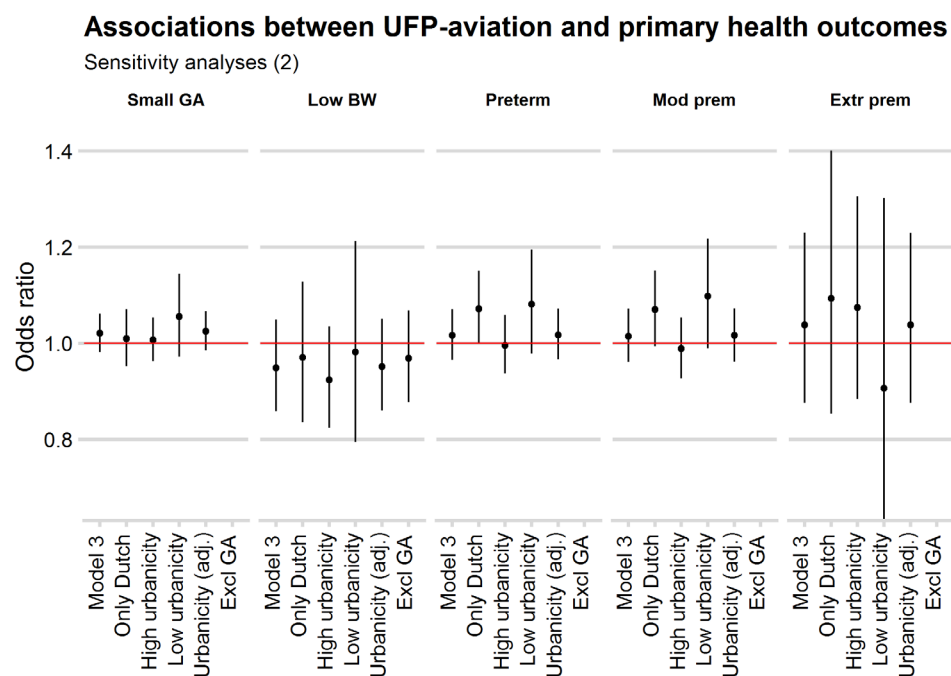 Associations between UFP-aviation and primary health outcomes
Sensitivity analyses (2)
Small GA
Low BW
Preterm
Mod prem
Extr prem
Odds ratio
1.4
1.2
1.0
0.8
Model 3
Only Dutch
High urbanicity
Low urbanicity
Urbanicity (adj.)
Excl GA
Model 3
Only Dutch
High urbanicity
Low urbanicity
Urbanicity (adj.)
Excl GA
Model 3
Only Dutch
High urbanicity
Low urbanicity
Urbanicity (adj.)
Excl GA
Model 3
Only Dutch
High urbanicity
Low urbanicity
Urbanicity (adj.)
Excl GA
Model 3
Only Dutch
High urbanicity
Low urbanicity
Urbanicity (adj.)
Excl GA